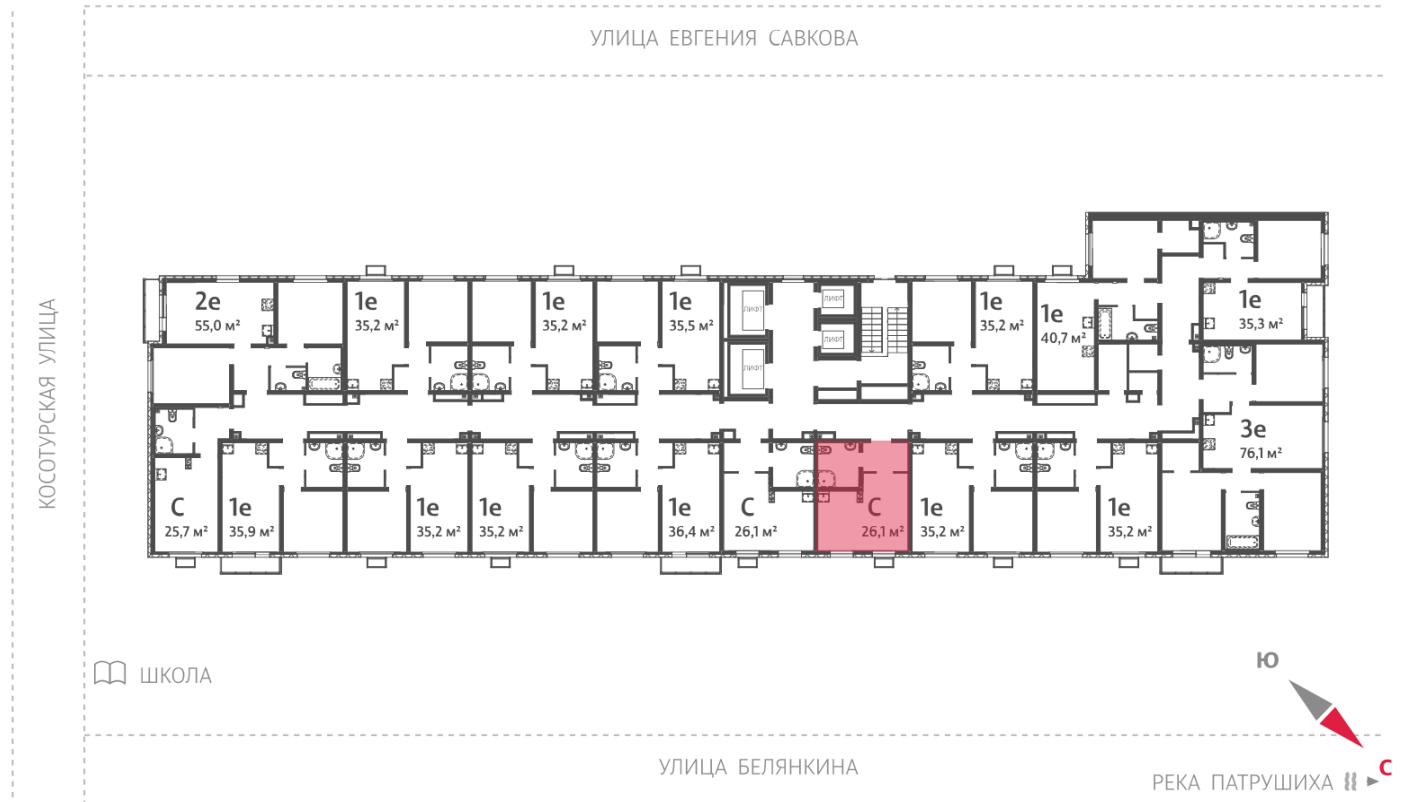 УЛИЦА ЕВГЕНИЯ САВКОВА
КОСОТУРСКАЯ УЛИЦА
2е
55,0 м²
1е
35,2 м²
1е
35,2 м²
1е
35,5 м²
ЛИФТ
ЛИФТ
ЛИФТ
ЛИФТ
1е
35,2 м²
1е
40,7 м²
1е
35,3 м²
3е
76,1 м²
С
25,7 м²
1е
35,9 м²
1е
35,2 м²
1е
35,2 м²
1е
36,4 м²
С
26,1 м²
С
26,1 м²
1е
35,2 м²
1е
35,2 м²
ШКОЛА
Ю
С
УЛИЦА БЕЛЯНКИНА
РЕКА ПАТРУШИХА